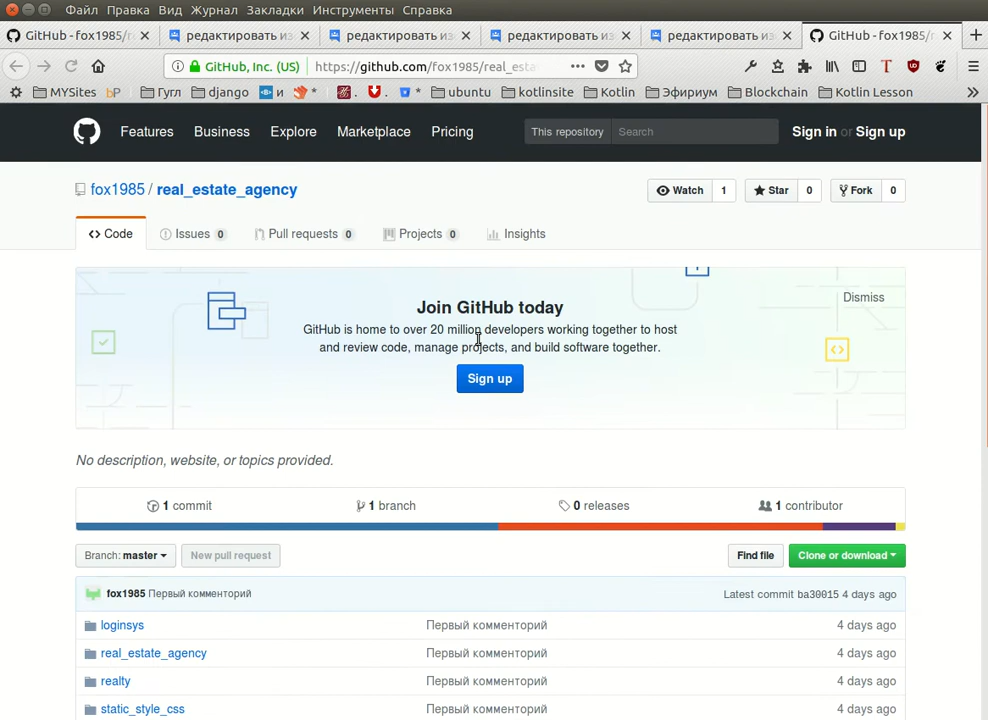 Файл Правка Вид Журнал Закладки Инструменты Справка
GitHub - fox1985/r
редактировать из
редактировать из
редактировать из
редактировать из
GitHub - fox1985/r
GitHub, Inc. (US) https://github.com/fox1985/real_esta
MYSites bP Гугл django и * . . * ubuntu kotlinsite Kotlin Эфириум Blockchain Kotlin Lesson
Features Business Explore Marketplace Pricing This repository Search Sign in or Sign up
fox1985 / real_estate_agency Watch 1 Star 0 Fork 0
Code Issues 0 Pull requests 0 Projects 0 Insights
Dismiss
Join GitHub today
GitHub is home to over 20 million developers working together to host
and review code, manage projects, and build software together.
Sign up
No description, website, or topics provided.
1 commit 1 branch 0 releases 1 contributor
Branch: master New pull request Find file Clone or download
fox1985 Первый комменторий Latest commit ba30015 4 days ago
loginsys Первый комменторий 4 days ago
real_estate_agency Первый комменторий 4 days ago
realty Первый комменторий 4 days ago
static_style_css Первый комменторий 4 days ago